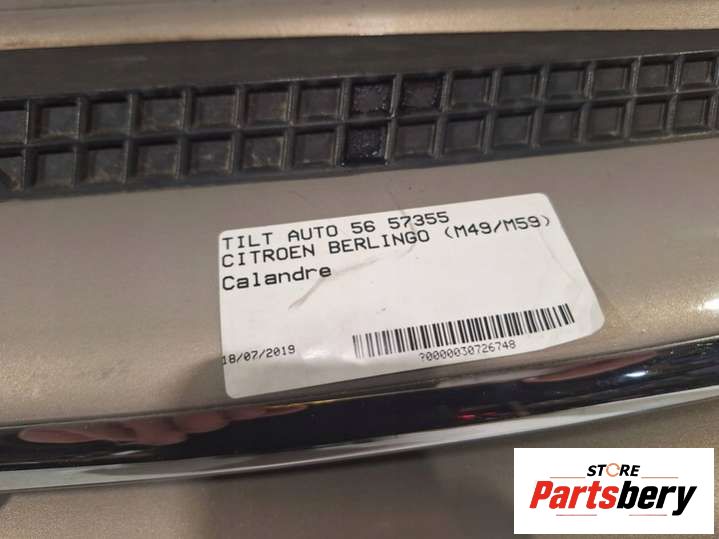 TILT AUTO 56 57355
CITROEN BERLINGO (M49/M59)
Calandre
18/07/2019
?0000030726748
STORE
Partsbery